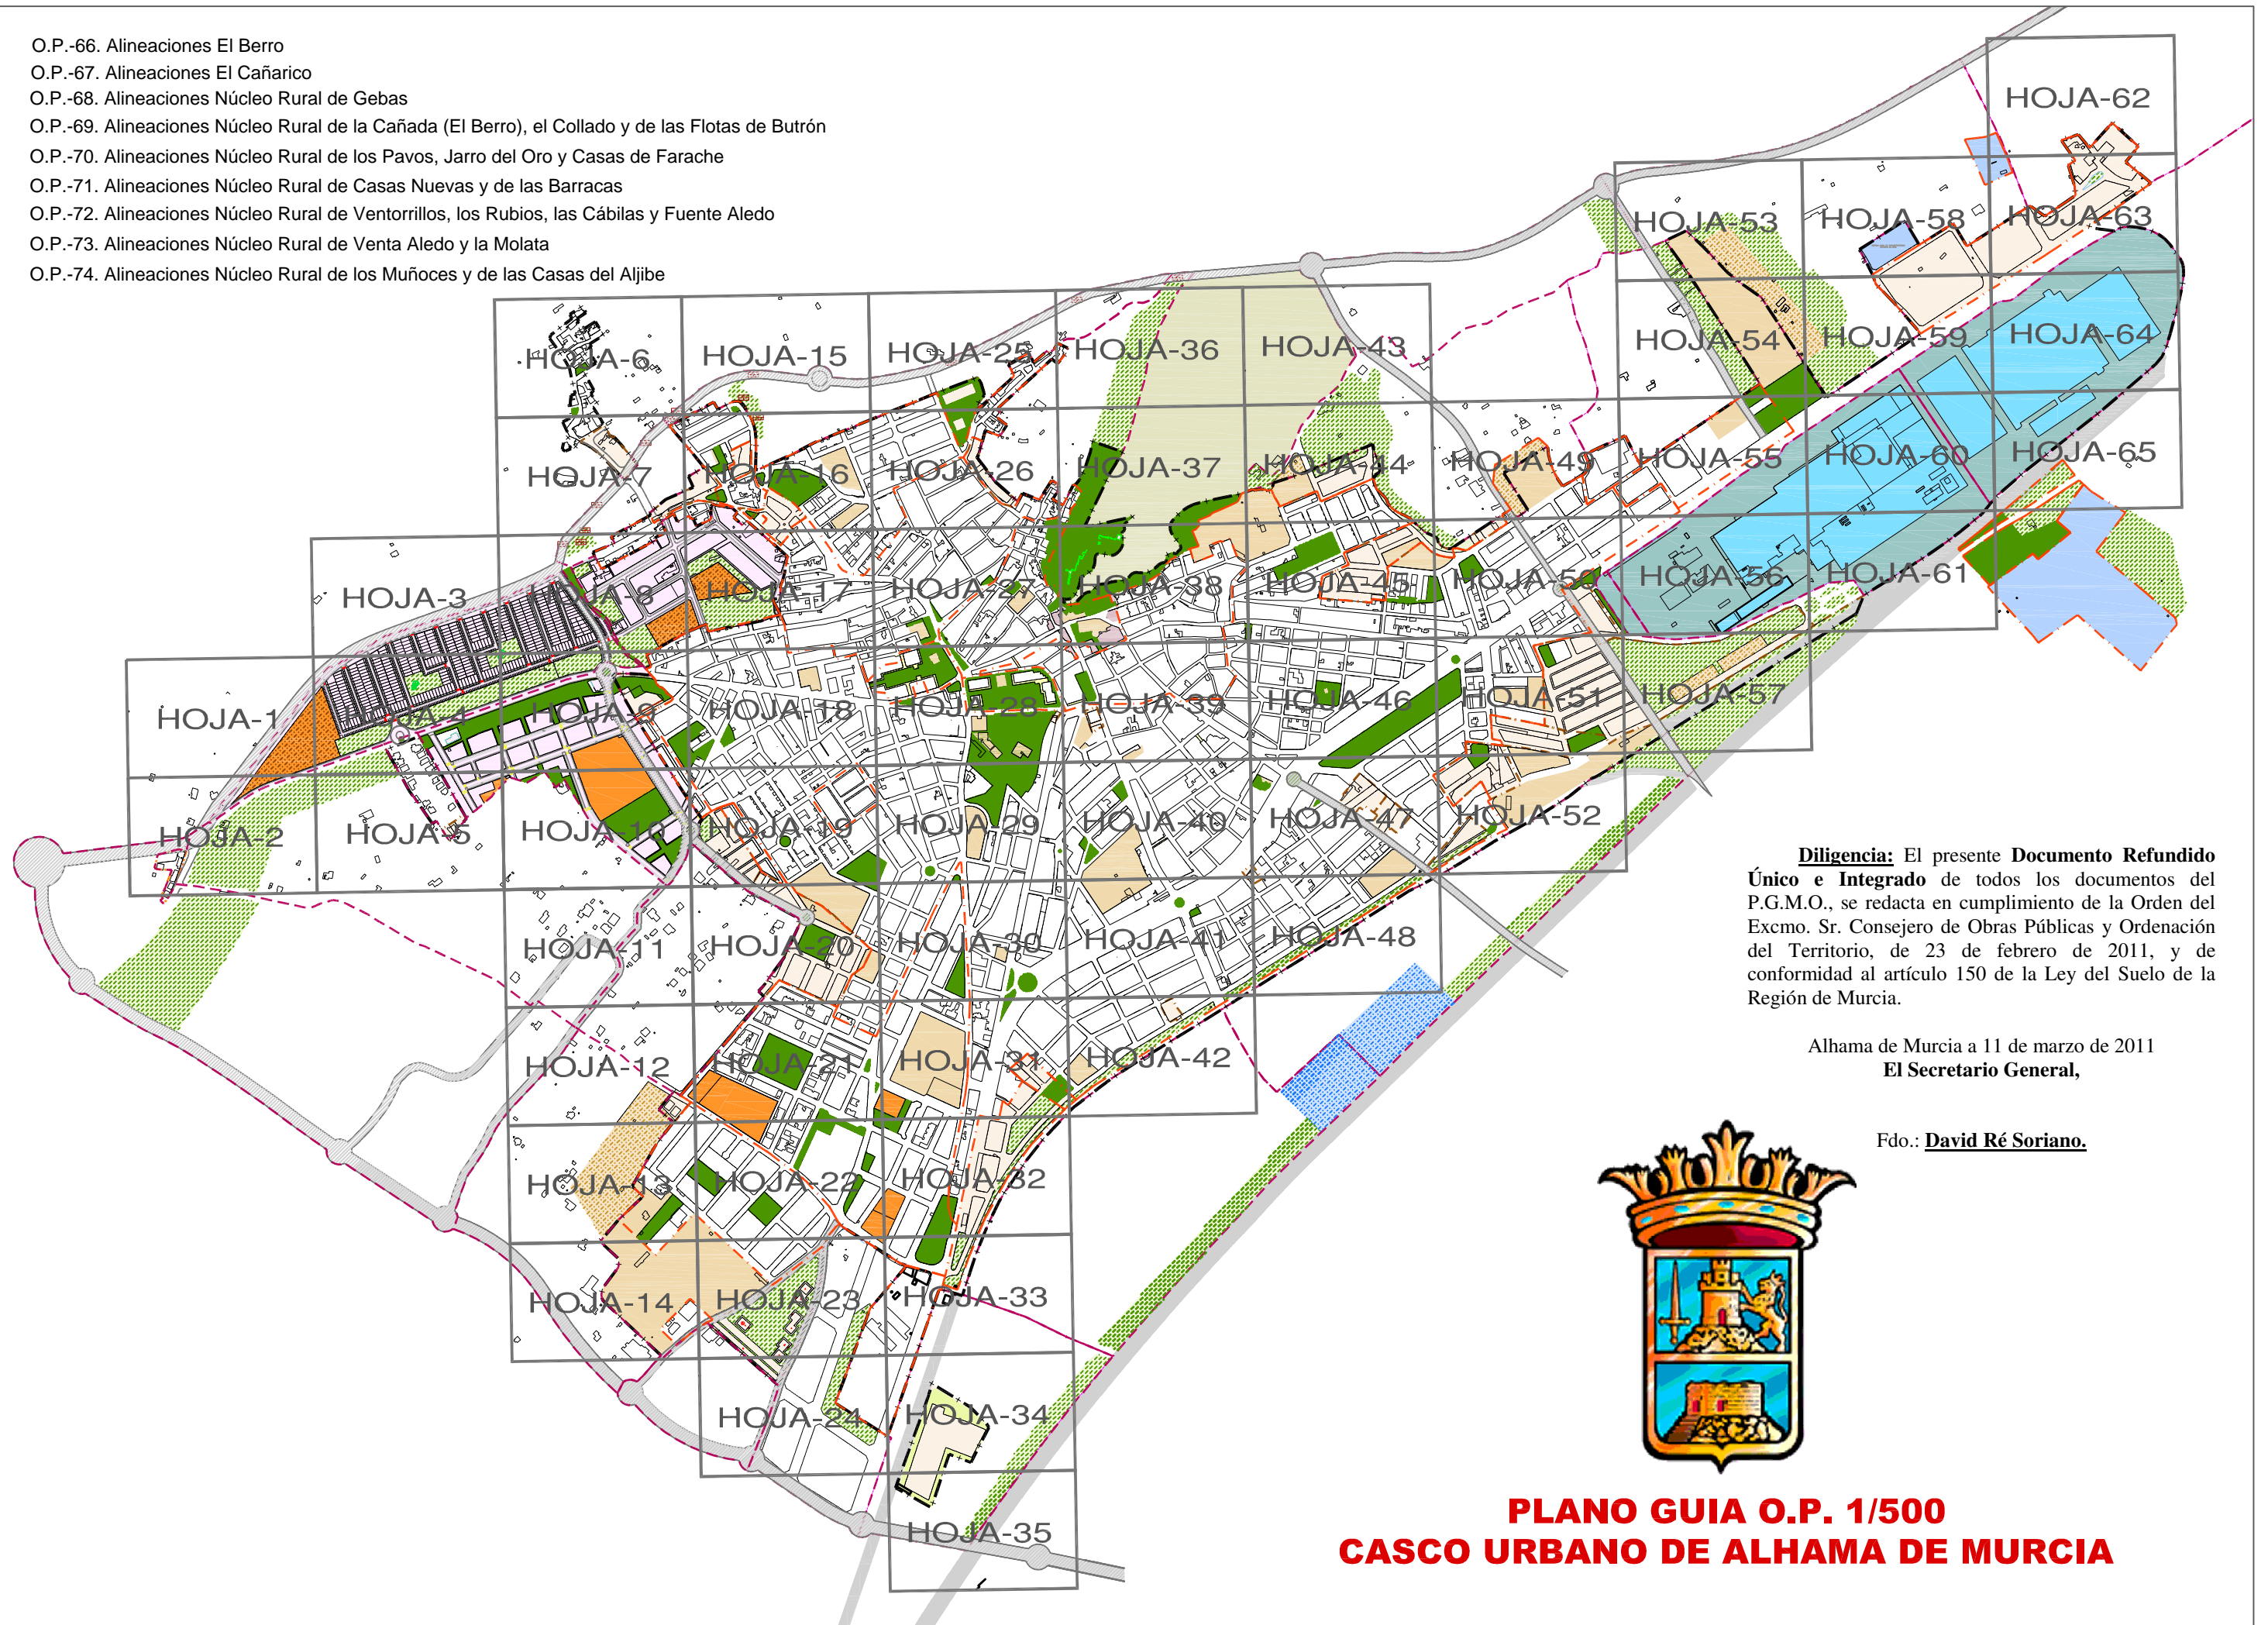 O.P.-66. Alineaciones El Berro
O.P.-67. Alineaciones El Cañarico
O.P.-68. Alineaciones Núcleo Rural de Gebas
O.P.-69. Alineaciones Núcleo Rural de la Cañada (El Berro), el Collado y de las Flotas de Butrón
O.P.-70. Alineaciones Núcleo Rural de los Pavos, Jarro del Oro y Casas de Farache
O.P.-71. Alineaciones Núcleo Rural de Casas Nuevas y de las Barracas
O.P.-72. Alineaciones Núcleo Rural de Ventorrillos, los Rubios, las Cábilas y Fuente Aledo
O.P.-73. Alineaciones Núcleo Rural de Venta Aledo y la Molata
O.P.-74. Alineaciones Núcleo Rural de los Muñoces y de las Casas del Aljibe
HOJA-62
HOJA-53
HOJA-58
HOJA-63
HOJA-6
HOJA-15
HOJA-25
HOJA-36
HOJA-43
HOJA-54
HOJA-59
HOJA-64
HOJA-7
HOJA-16
HOJA-26
HOJA-37
HOJA-44
HOJA-49
HOJA-55
HOJA-60
HOJA-65
HOJA-3
HOJA-8
HOJA-17
HOJA-27
HOJA-38
HOJA-45
HOJA-50
HOJA-56
HOJA-61
HOJA-1
HOJA-4
HOJA-9
HOJA-18
HOJA-28
HOJA-39
HOJA-46
HOJA-51
HOJA-57
HOJA-2
HOJA-5
HOJA-10
HOJA-19
HOJA-29
HOJA-40
HOJA-47
HOJA-52
HOJA-11
HOJA-20
HOJA-30
HOJA-41
HOJA-48
HOJA-12
HOJA-21
HOJA-31
HOJA-42
HOJA-13
HOJA-22
HOJA-32
HOJA-14
HOJA-23
HOJA-33
HOJA-24
HOJA-34
HOJA-35
Diligencia: El presente Documento Refundido
Único e Integrado de todos los documentos del
P.G.M.O., se redacta en cumplimiento de la Orden del
Excmo. Sr. Consejero de Obras Públicas y Ordenación
del Territorio, de 23 de febrero de 2011, y de
conformidad al artículo 150 de la Ley del Suelo de la
Región de Murcia.
Alhama de Murcia a 11 de marzo de 2011
El Secretario General,
Fdo.: David Ré Soriano.
PLANO GUIA O.P. 1/500
CASCO URBANO DE ALHAMA DE MURCIA